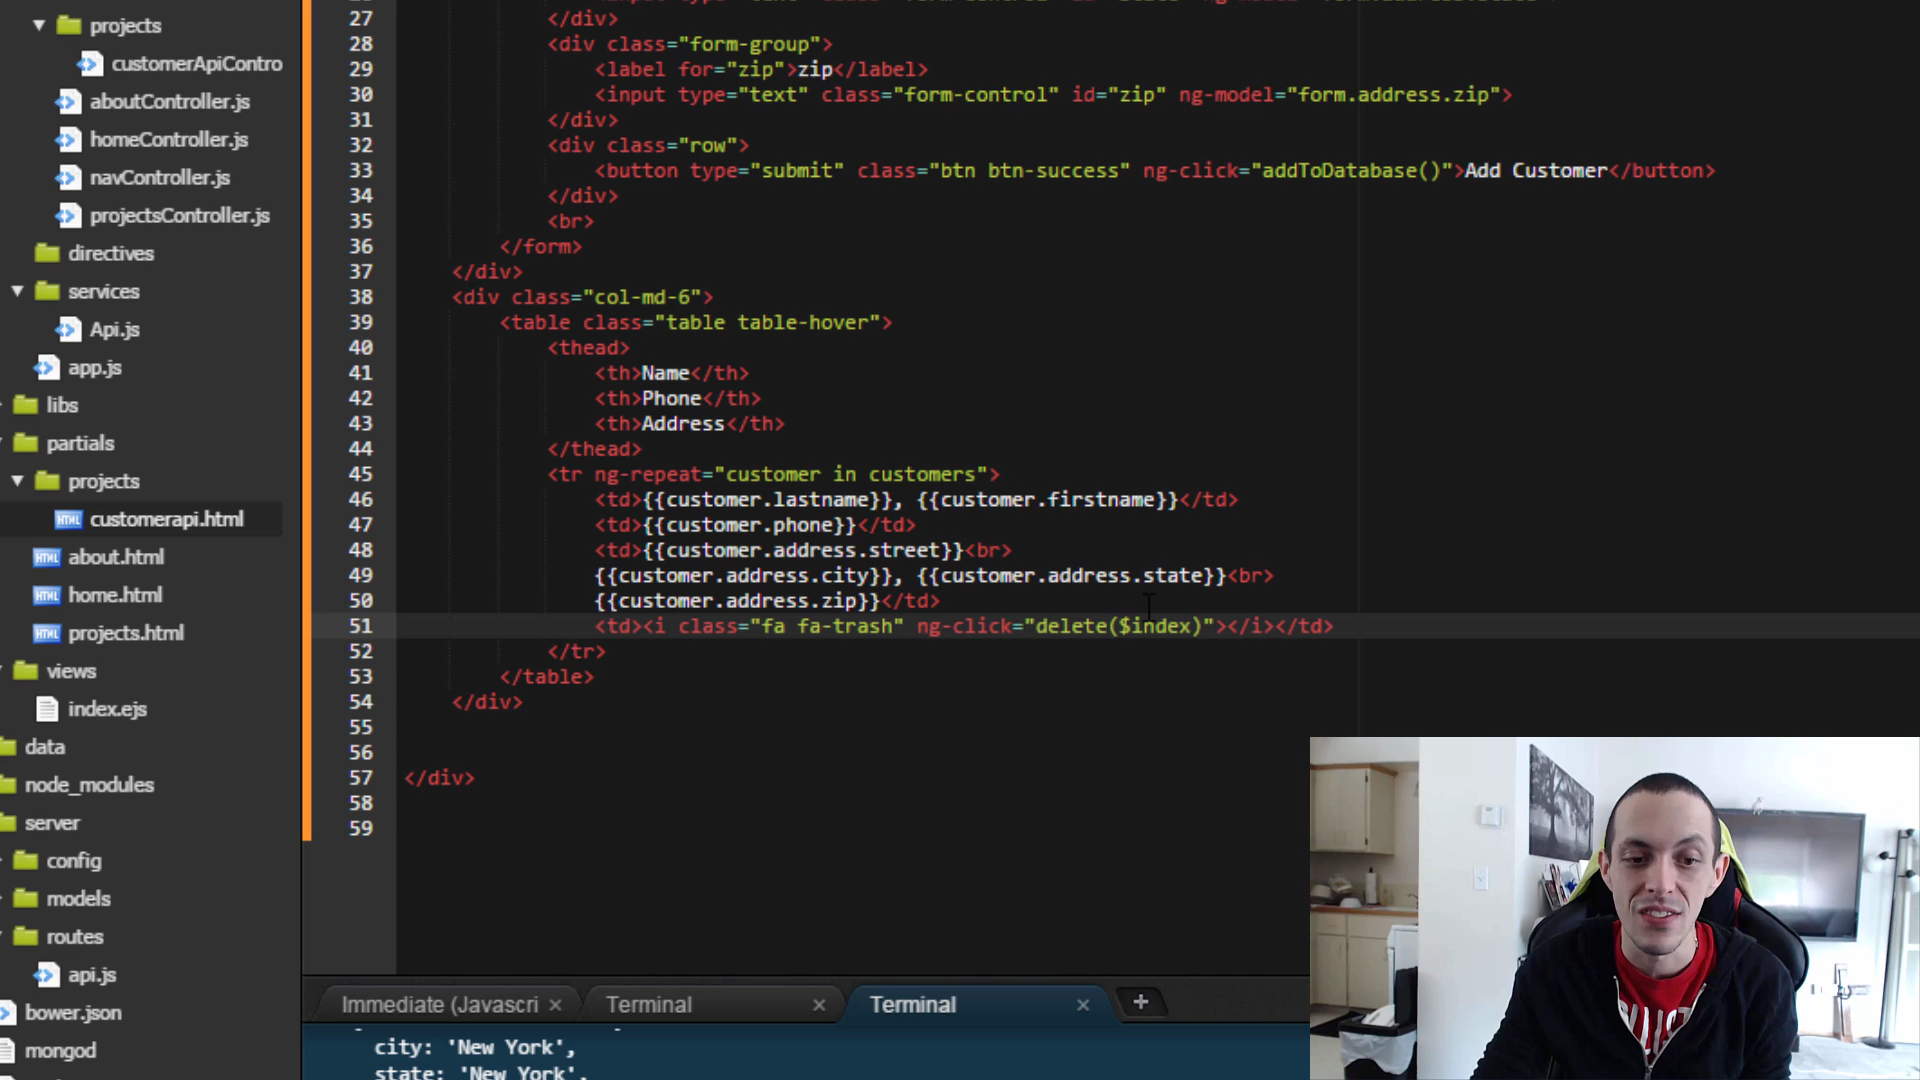 projects
customerApiContro
aboutController.js
homeController.js
navController.js
projectsController.js
directives
services
Api.js
app.js
libs
partials
projects
customerapi.html
about.html
home.html
projects.html
views
index.ejs
data
node_modules
server
config
models
routes
api.js
bower.json
mongod
27 </div>
28 <div class="form-group">
29 <label for="zip">zip</label>
30 <input type="text" class="form-control" id="zip" ng-model="form.address.zip">
31 </div>
32 <div class="row">
33 <button type="submit" class="btn btn-success" ng-click="addToDatabase()">Add Customer</button>
34 </div>
35 <br>
36 </form>
37 </div>
38 <div class="col-md-6">
39 <table class="table table-hover">
40 <thead>
41 <th>Name</th>
42 <th>Phone</th>
43 <th>Address</th>
44 </thead>
45 <tr ng-repeat="customer in customers">
46 <td>{{customer.lastname}}, {{customer.firstname}}</td>
47 <td>{{customer.phone}}</td>
48 <td>{{customer.address.street}}<br>
49 {{customer.address.city}}, {{customer.address.state}}<br>
50 {{customer.address.zip}}</td>
51 <td><i class="fa fa-trash" ng-click="delete($index)"></i></td>
52 </tr>
53 </table>
54 </div>
55
56
57 </div>
58
59
Immediate (Javascri
Terminal
Terminal
city: 'New York',
state: 'New York',